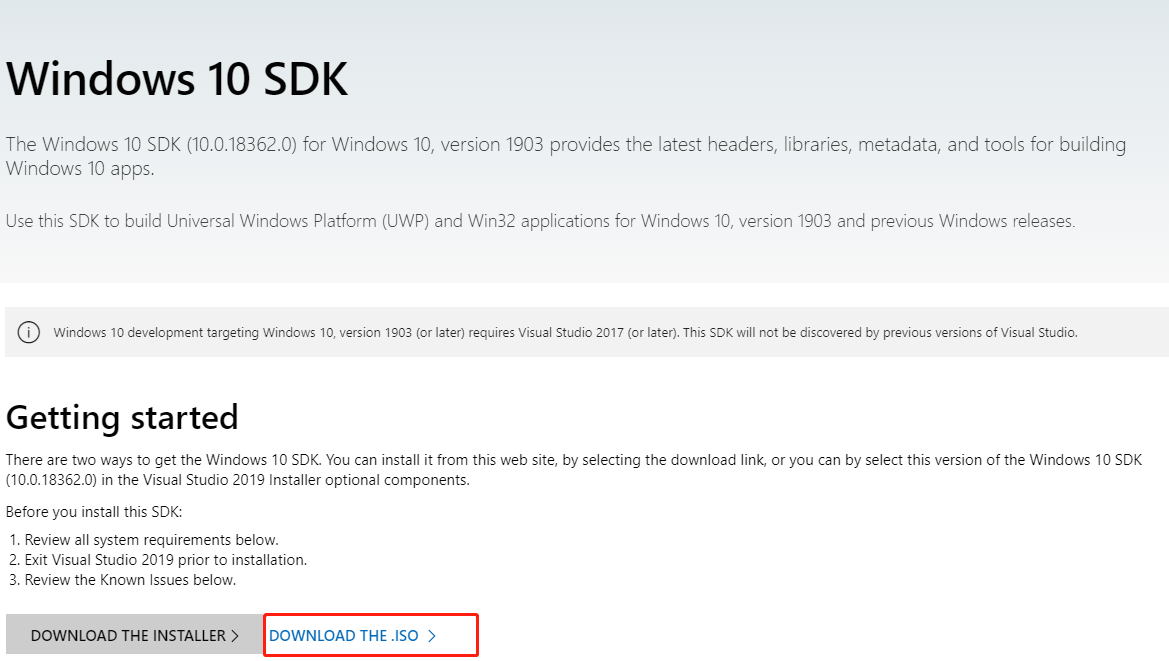 Windows 10 SDK
The Windows 10 SDK (10.0.18362.0) for Windows 10, version 1903 provides the latest headers, libraries, metadata, and tools for building
Windows 10 apps.
Use this SDK to build Universal Windows Platform (UWP) and Win32 applications for Windows 10, version 1903 and previous Windows releases.
Windows 10 development targeting Windows 10, version 1903 (or later) requires Visual Studio 2017 (or later). This SDK will not be discovered by previous versions of Visual Studio.
Getting started
There are two ways to get the Windows 10 SDK. You can install it from this web site, by selecting the download link, or you can by select this version of the Windows 10 SDK
(10.0.18362.0) in the Visual Studio 2019 Installer optional components.
Before you install this SDK:
1. Review all system requirements below.
2. Exit Visual Studio 2019 prior to installation.
3. Review the Known Issues below.
DOWNLOAD THE INSTALLER > DOWNLOAD THE .ISO >